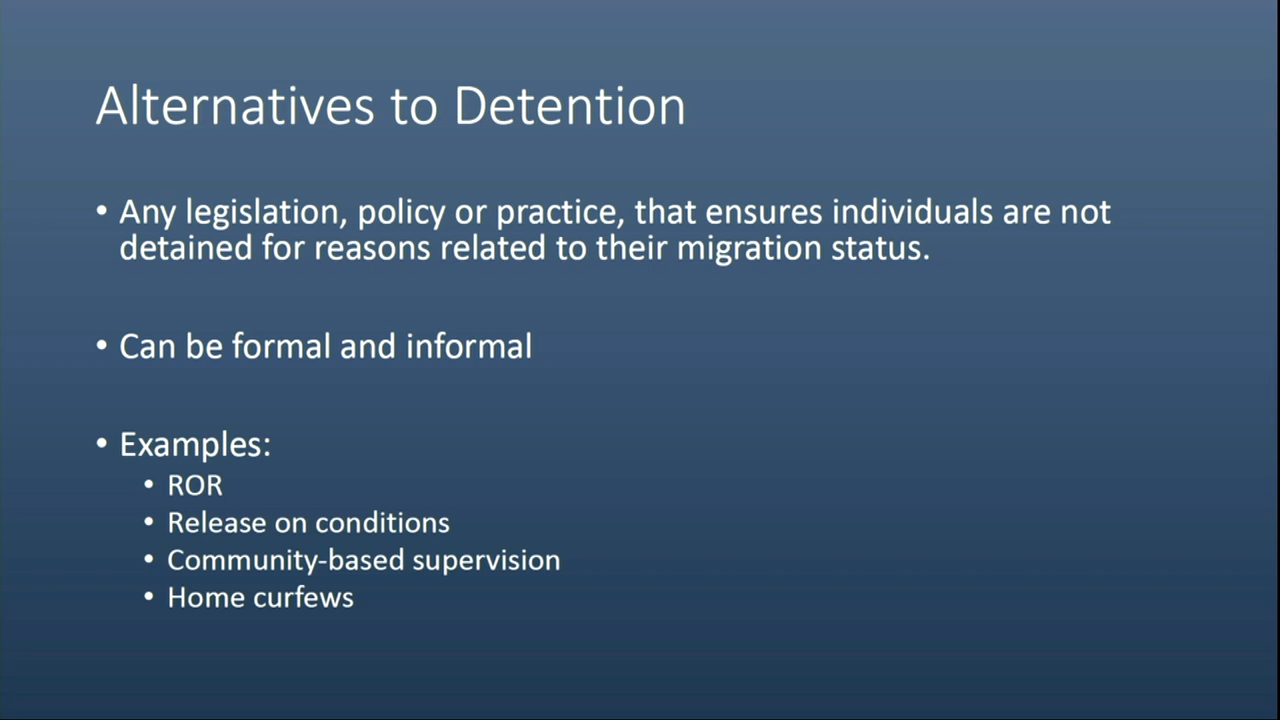 Alternatives to Detention
• Any legislation, policy or practice, that ensures individuals are not
detained for reasons related to their migration status.
• Can be formal and informal
• Examples:
• ROR
• Release on conditions
• Community-based supervision
• Home curfews